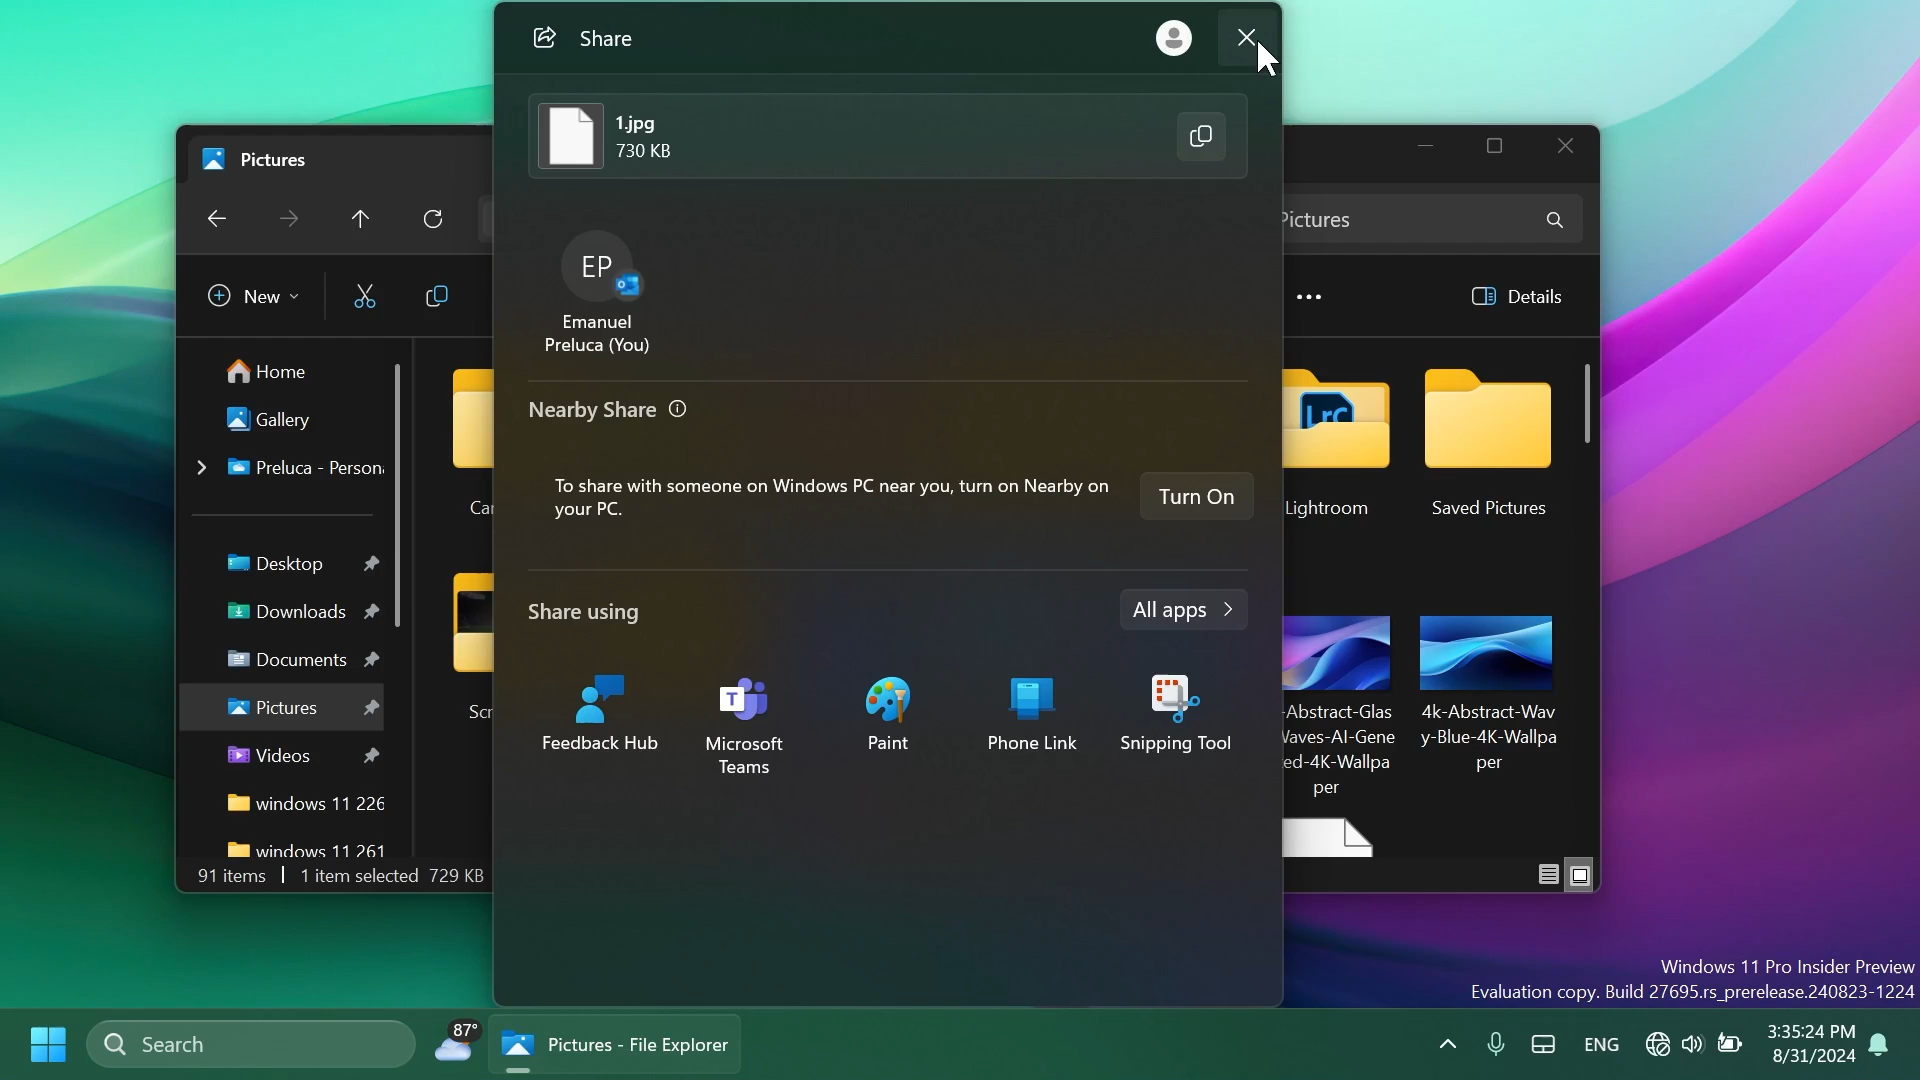 Share
1.jpg
730 KB
Pictures
Pictures
New
Details
EP
Emanuel
Preluca (You)
Home
Gallery
Preluca - Persona
Nearby Share
To share with someone on Windows PC near you, turn on Nearby on
your PC.
Turn On
Lrc
Car
Lightroom
Saved Pictures
Desktop
Downloads
Documents
Pictures
Videos
windows 11 226
windows 11 261
Share using
All apps
Scr
Feedback Hub
Microsoft
Teams
Paint
Phone Link
Snipping Tool
-Abstract-Glas
Waves-AI-Gene
ed-4K-Wallpa
per
4k-Abstract-Wav
y-Blue-4K-Wallpa
per
91 items
1 item selected 729 KB
Windows 11 Pro Insider Preview
Evaluation copy. Build 27695.rs_prerelease.240823-1224
Search
87°
Pictures - File Explorer
ENG
3:35:24 PM
8/31/2024